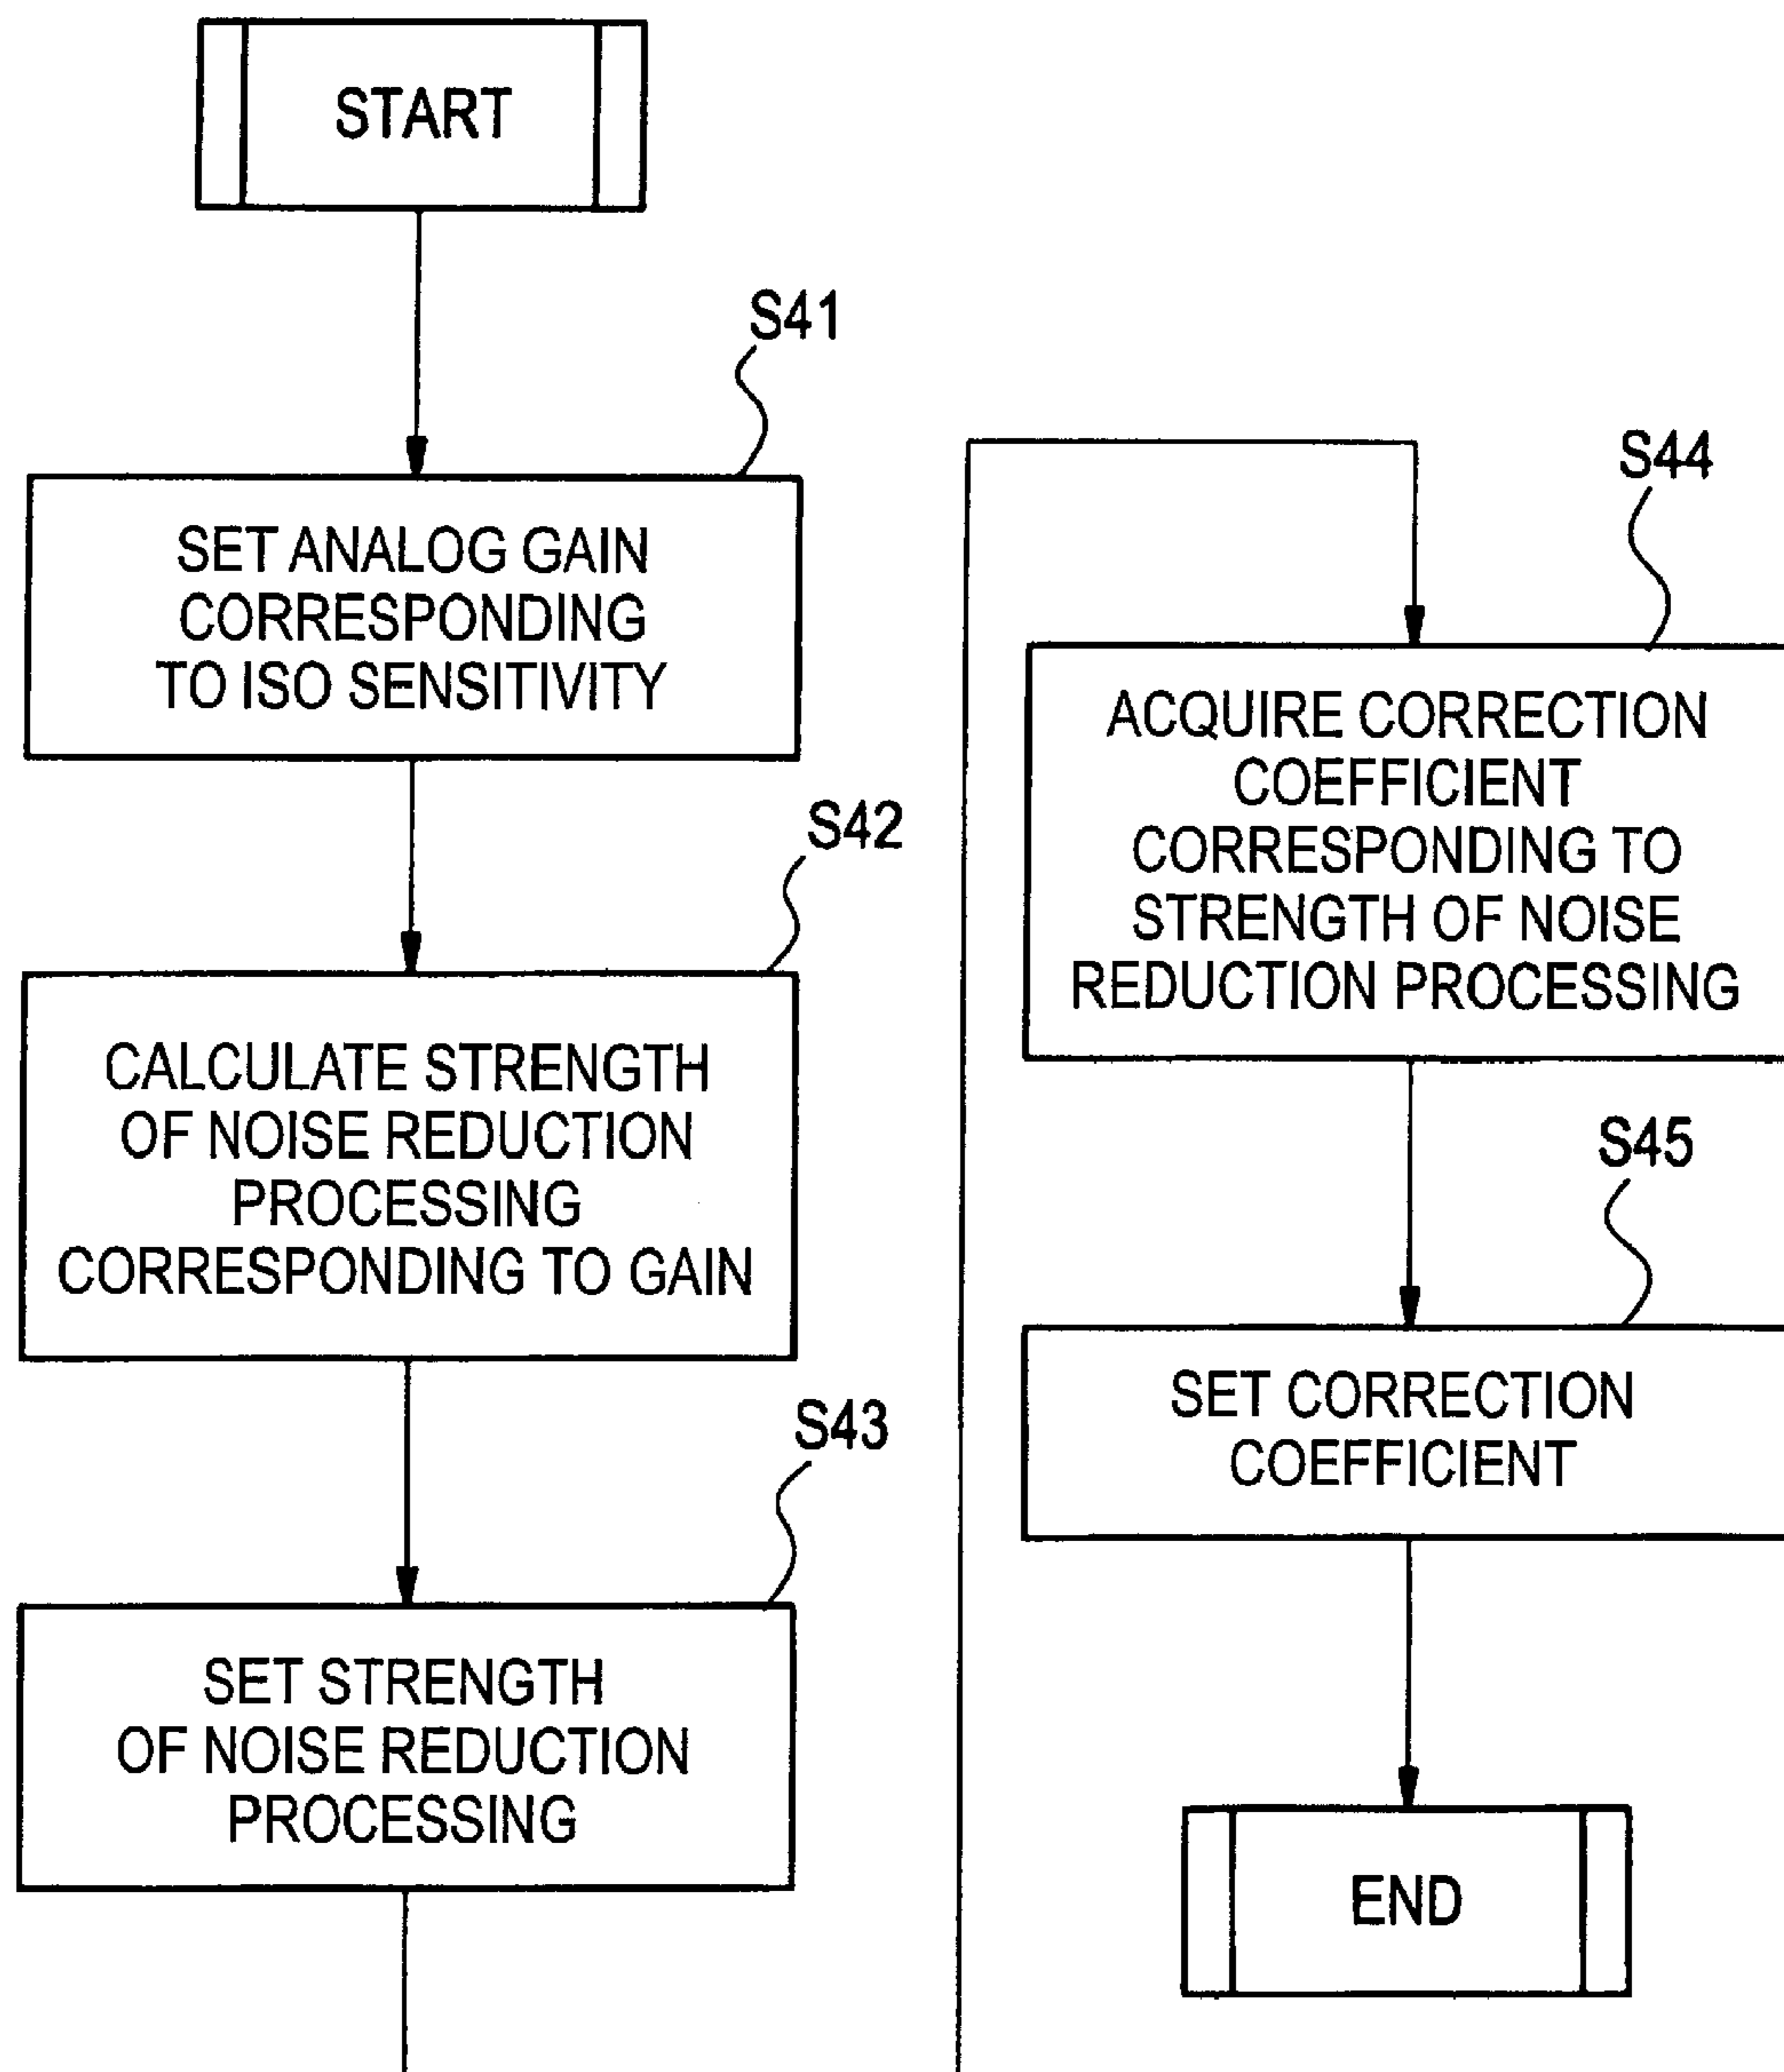 START
S41
SET ANALOG GAIN
CORRESPONDING
TO ISO SENSITIVITY
S42
CALCULATE STRENGTH
OF NOISE REDUCTION
PROCESSING
CORRESPONDING TO GAIN
S43
SET STRENGTH
OF NOISE REDUCTION
PROCESSING
S44
ACQUIRE CORRECTION
COEFFICIENT
CORRESPONDING TO
STRENGTH OF NOISE
REDUCTION PROCESSING
S45
SET CORRECTION
COEFFICIENT
END